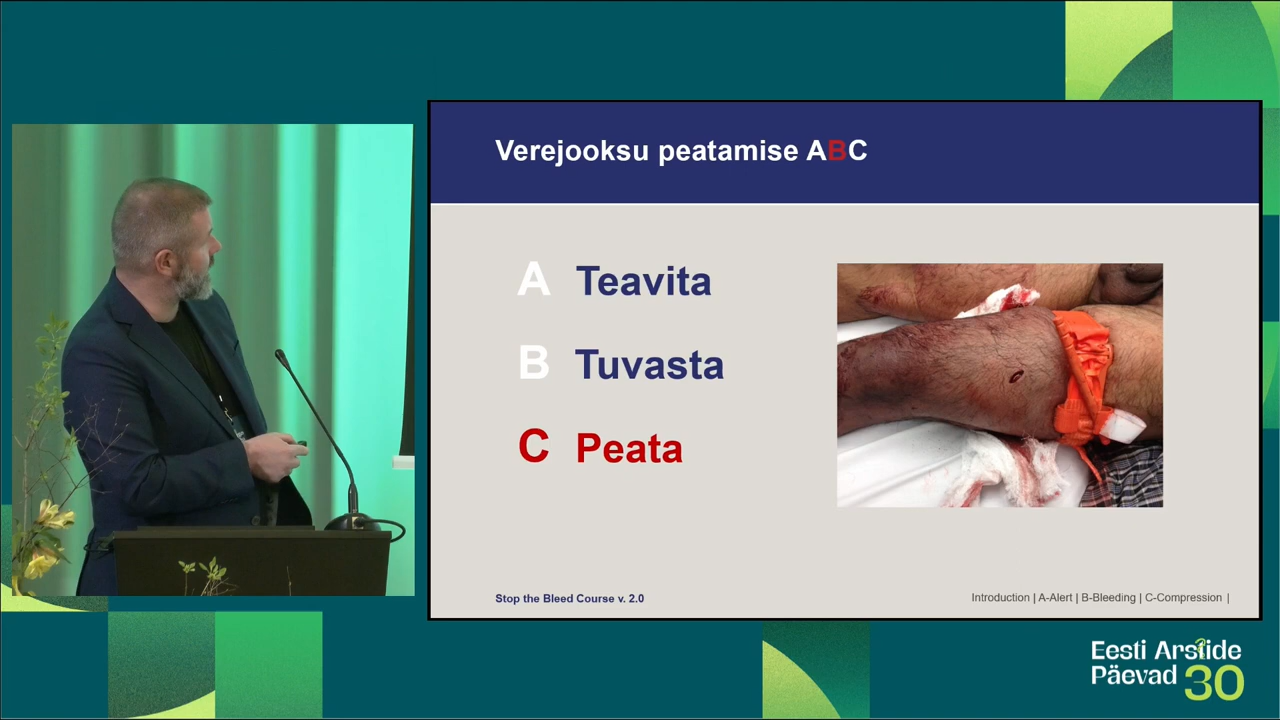 Verejooksu peatamise ABC
A Teavita
B Tuvasta
C Peata
Stop the Bleed Course v. 2.0
Introduction | A-Alert | B-Bleeding | C-Compression |
Eesti Arstide
Päevad 30